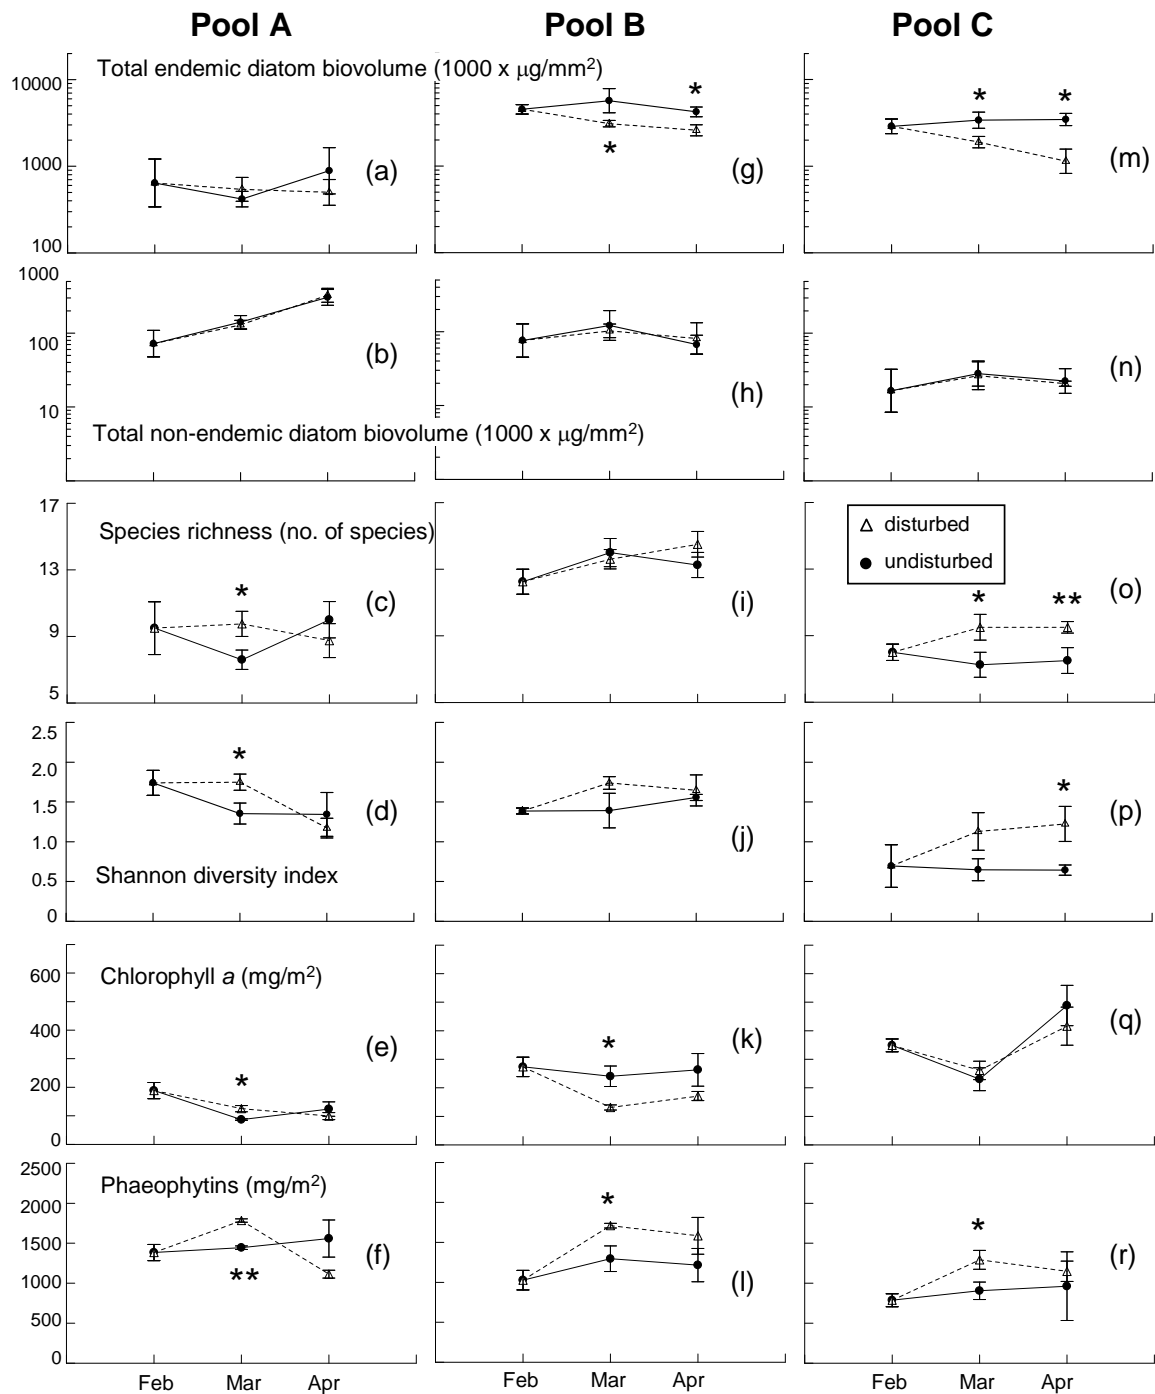 Pool A Pool B Pool C
Total endemic diatom biovolume (1000 x μg/mm²)
10000
1000
100
*
*
*
*
(a)
(g)
(m)
1000
100
10
(b)
(h)
(n)
Total non-endemic diatom biovolume (1000 x μg/mm²)
17
13
9
5
Species richness (no. of species)
*
(c)
(i)
disturbed
undisturbed
*
**
(o)
2.5
2.0
1.5
1.0
0.5
0
*
(d)
Shannon diversity index
(j)
*
(p)
600
400
200
0
Chlorophyll a (mg/m²)
*
(e)
*
(k)
(q)
2500
2000
1500
1000
500
0
Phaeophytins (mg/m²)
**
(f)
*
(l)
*
(r)
Feb Mar Apr Feb Mar Apr Feb Mar Apr